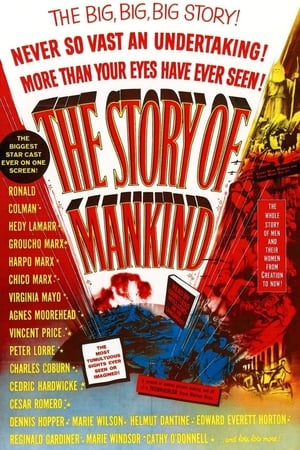 THE BIG, BIG, BIG STORY!
NEVER SO VAST AN UNDERTAKING!
MORE THAN YOUR EYES HAVE EVER SEEN!
THE BIGGEST
STAR CAST
EVER ON ONE
SCREEN!
THE STORY OF
MANKIND
RONALD
COLMAN
HEDY LAMARR
GROUCHO MARX
HARPO MARX
CHICO MARX
VIRGINIA MAYO
AGNES MOOREHEAD
VINCENT PRICE
PETER LORRE
CHARLES COBURN
CEDRIC HARDWICKE
CESAR ROMERO
THE
WHOLE
STORY
OF MEN
AND
THEIR
WOMEN
FROM
CREATION
TO NOW!
THE MOST
TUMULTUOUS
SIGHTS EVER
SEEN OR
IMAGINED!
DENNIS HOPPER • MARIE WILSON • HELMUT DANTINE • EDWARD EVERETT HORTON
REGINALD GARDINER • MARIE WINDSOR • CATHY O'DONNELL • and lots, lots more!